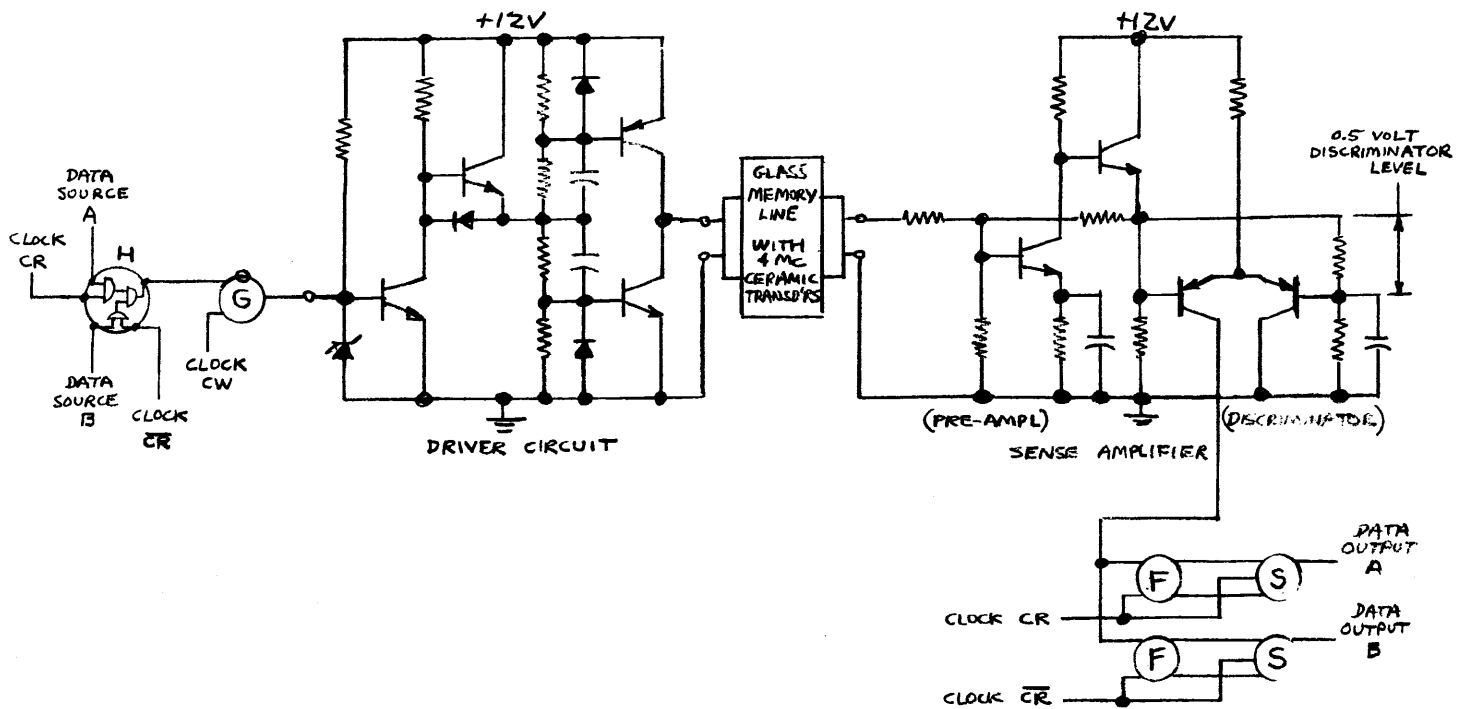 +12V
+12V
DATA
SOURCE
A
CLOCK
CR
H
G
CLOCK
CW
DATA
SOURCE
B
CLOCK
C̅R̅
DRIVER CIRCUIT
GLASS
MEMORY
LINE
WITH
4 MC
CERAMIC
TRANSD'RS
0.5 VOLT
DISCRIMINATOR
LEVEL
(PRE-AMPL)
(DISCRIMINATOR)
SENSE AMPLIFIER
F
S
DATA
OUTPUT
A
CLOCK CR
F
S
DATA
OUTPUT
B
CLOCK C̅R̅